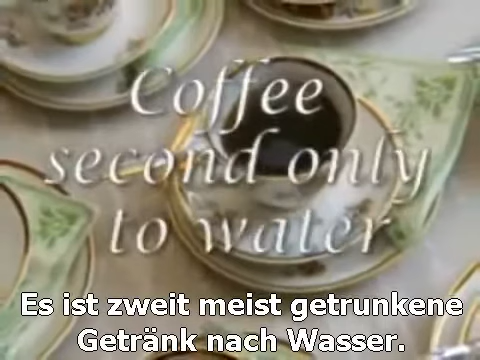 Coffee
second only
to water
Es ist zweit meist getrunkene
Getränk nach Wasser.